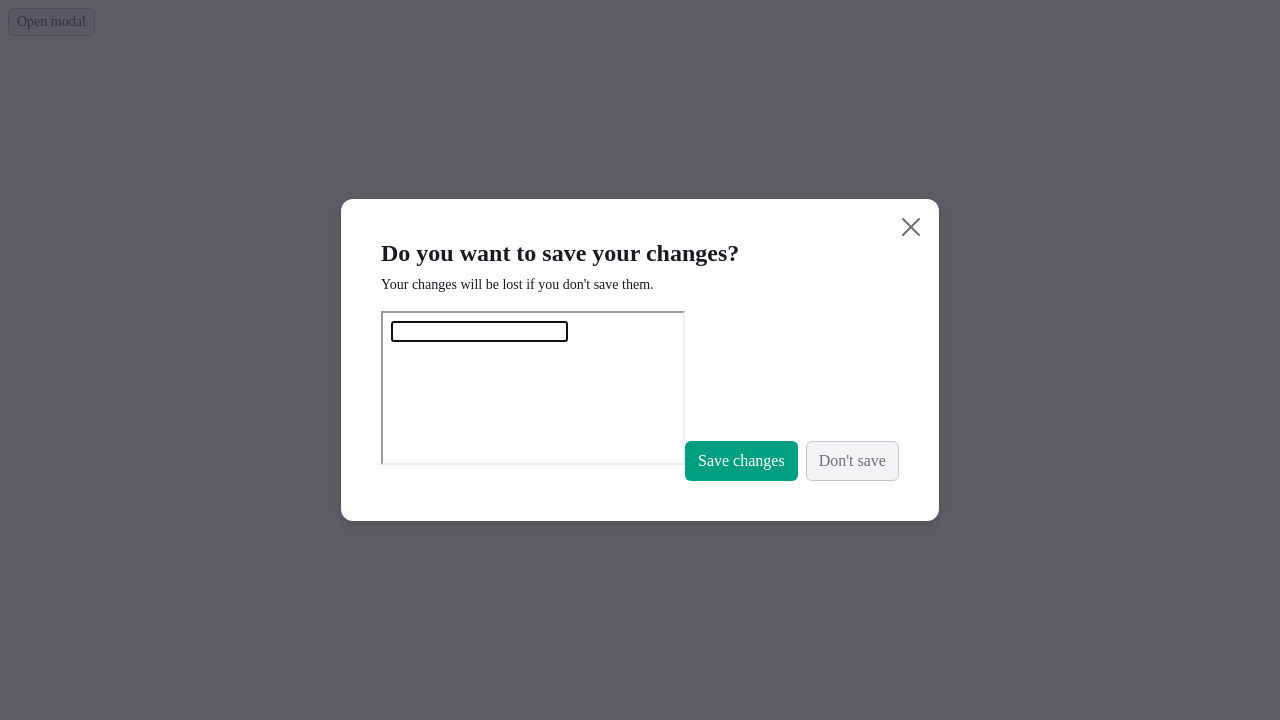 Open modal
Do you want to save your changes?
Your changes will be lost if you don't save them.
Save changes
Don't save